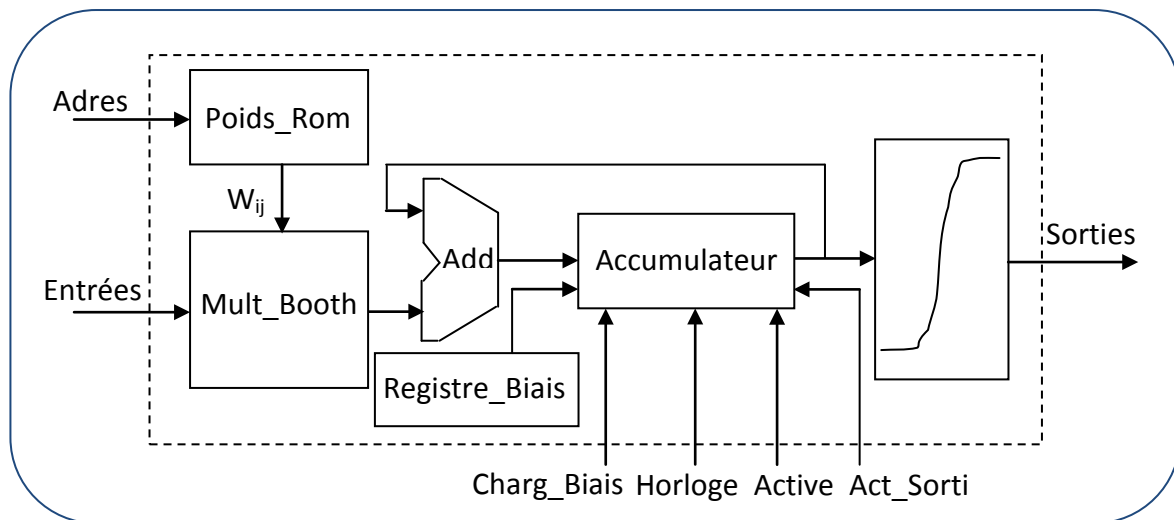 Adres
Poids_Rom
Wij
Entrées
Mult_Booth
Add
Registre_Biais
Accumulateur
Sorties
Charg_Biais Horloge Active Act_Sorti